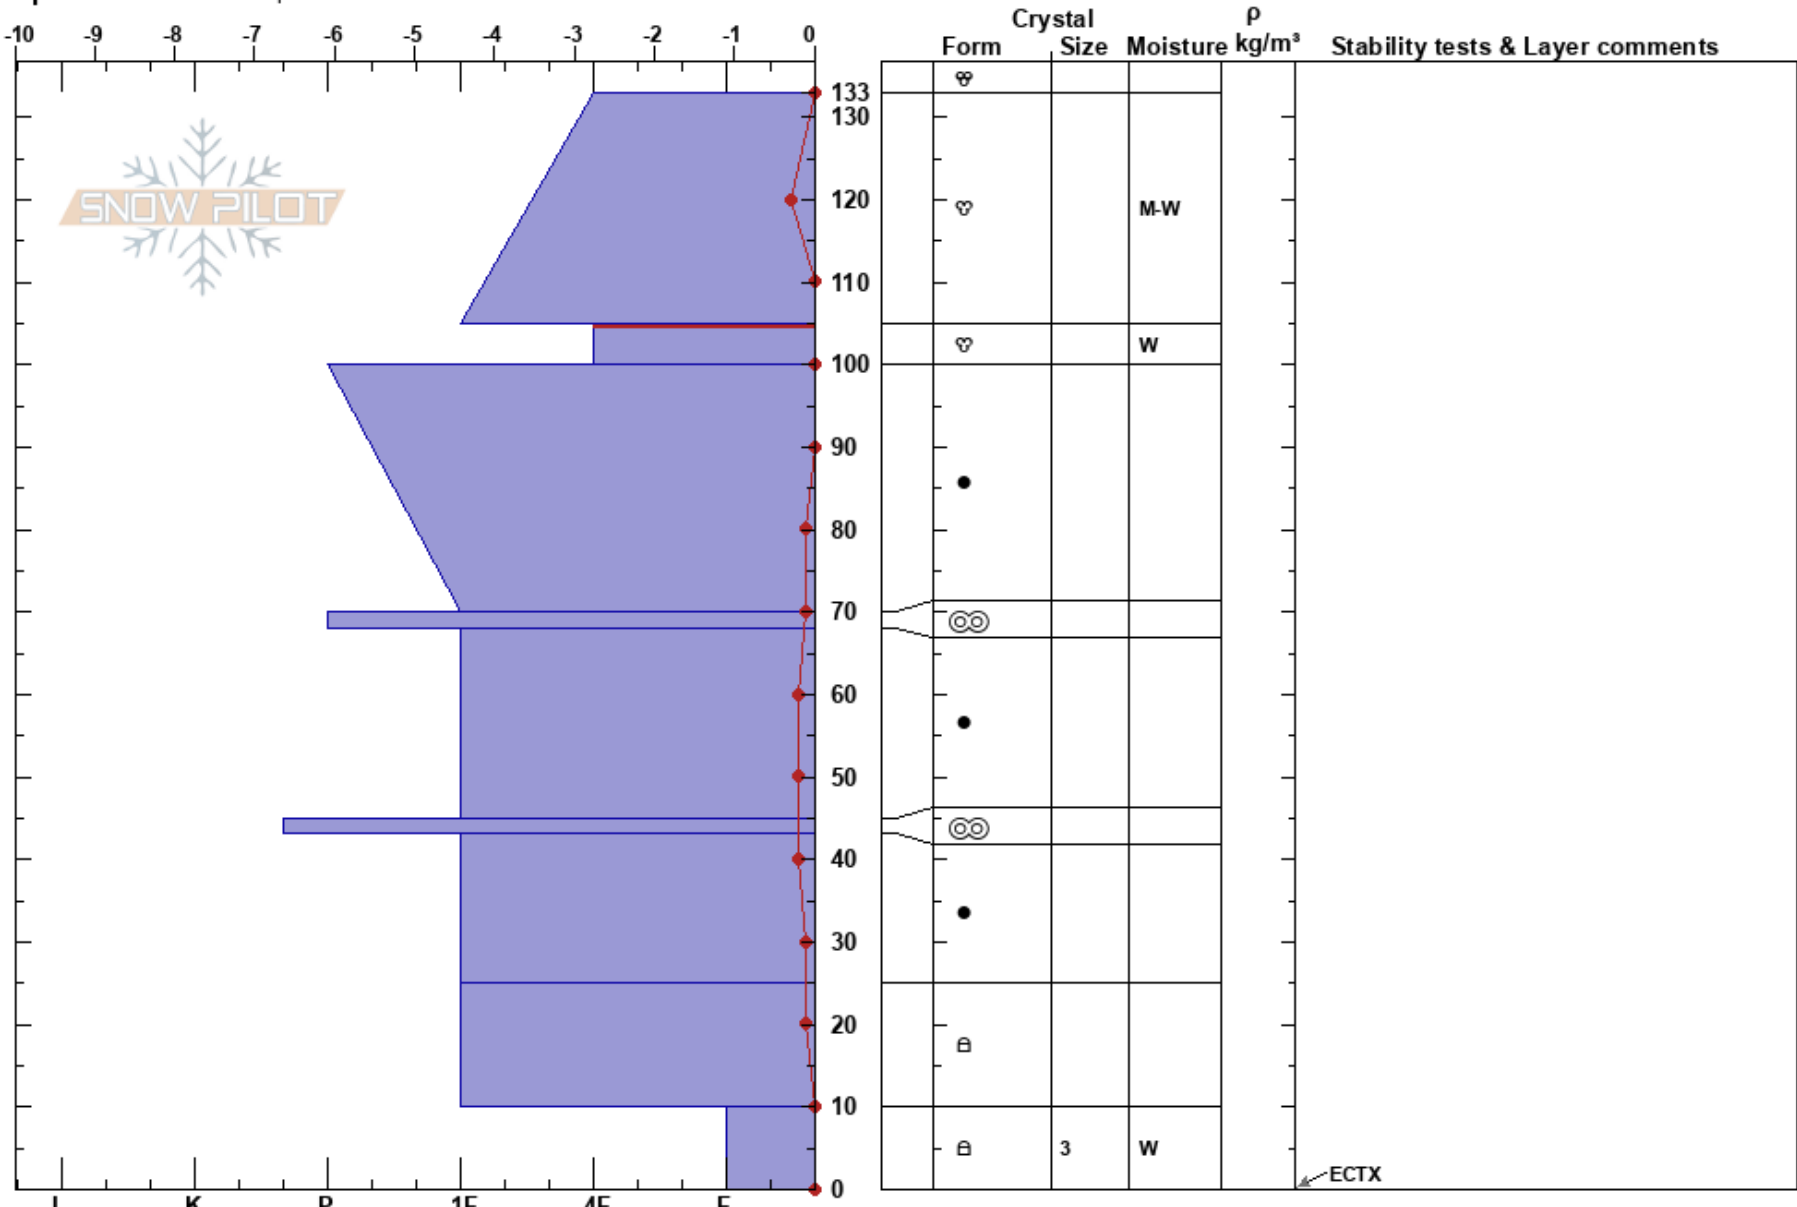 Crystal ρ
-10 -9 -8 -7 -6 -5 -4 -3 -2 -1 0 Form Size Moisture kg/m³ Stability tests & Layer comments
133
130
SNOW PILOT
120 M-W
110
W
100
90
80
70
60
50
40
30
20
10
3 W
ECTX
0
I K P 1F 4F F